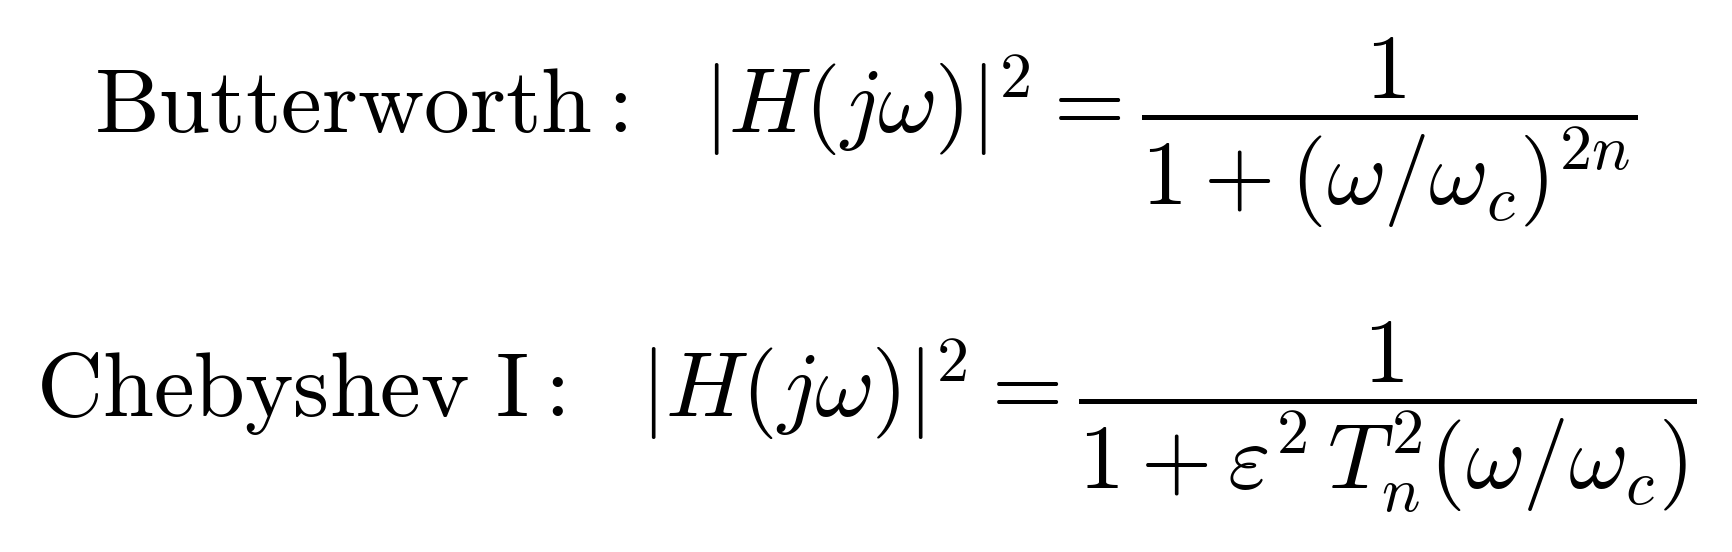 Butterworth: |H(jω)|² = 1 / (1 + (ω/ω_c)^{2n})
Chebyshev I: |H(jω)|² = 1 / (1 + ε² T_n²(ω/ω_c))